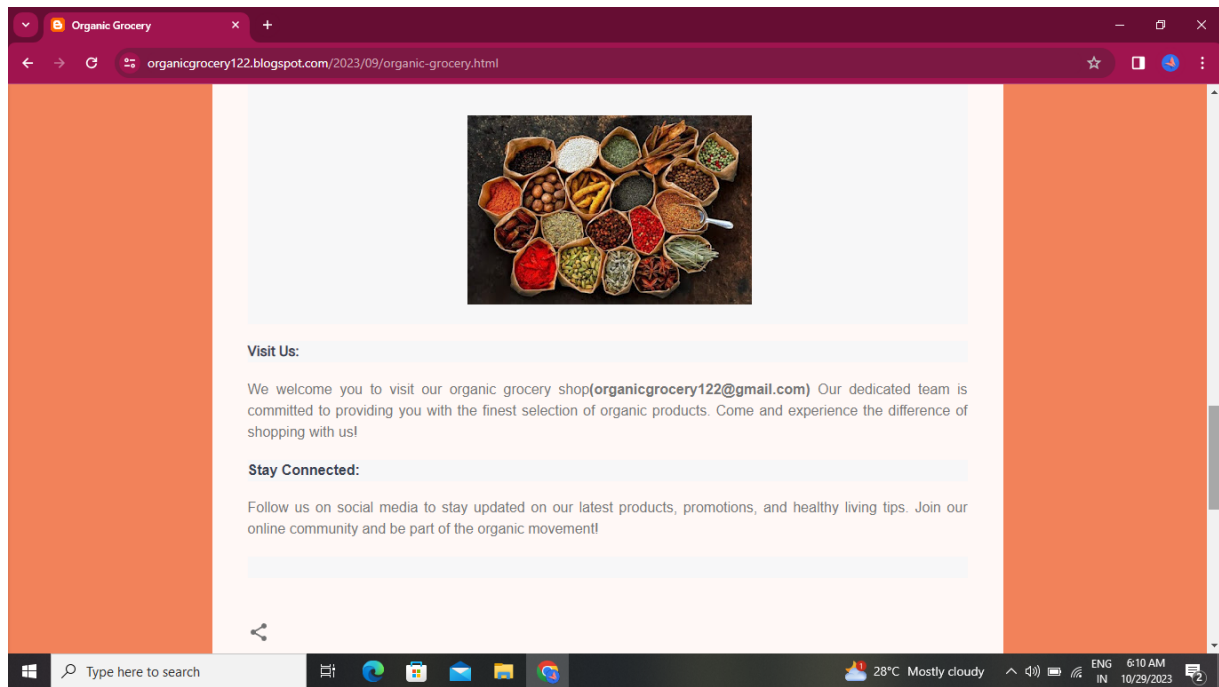 Organic Grocery
organicgrocery122.blogspot.com/2023/09/organic-grocery.html
Visit Us:
We welcome you to visit our organic grocery shop(organicgrocery122@gmail.com) Our dedicated team is
committed to providing you with the finest selection of organic products. Come and experience the difference of
shopping with us!
Stay Connected:
Follow us on social media to stay updated on our latest products, promotions, and healthy living tips. Join our
online community and be part of the organic movement!
Type here to search
1
28°C Mostly cloudy
ENG
IN
6:10 AM
10/29/2023
2